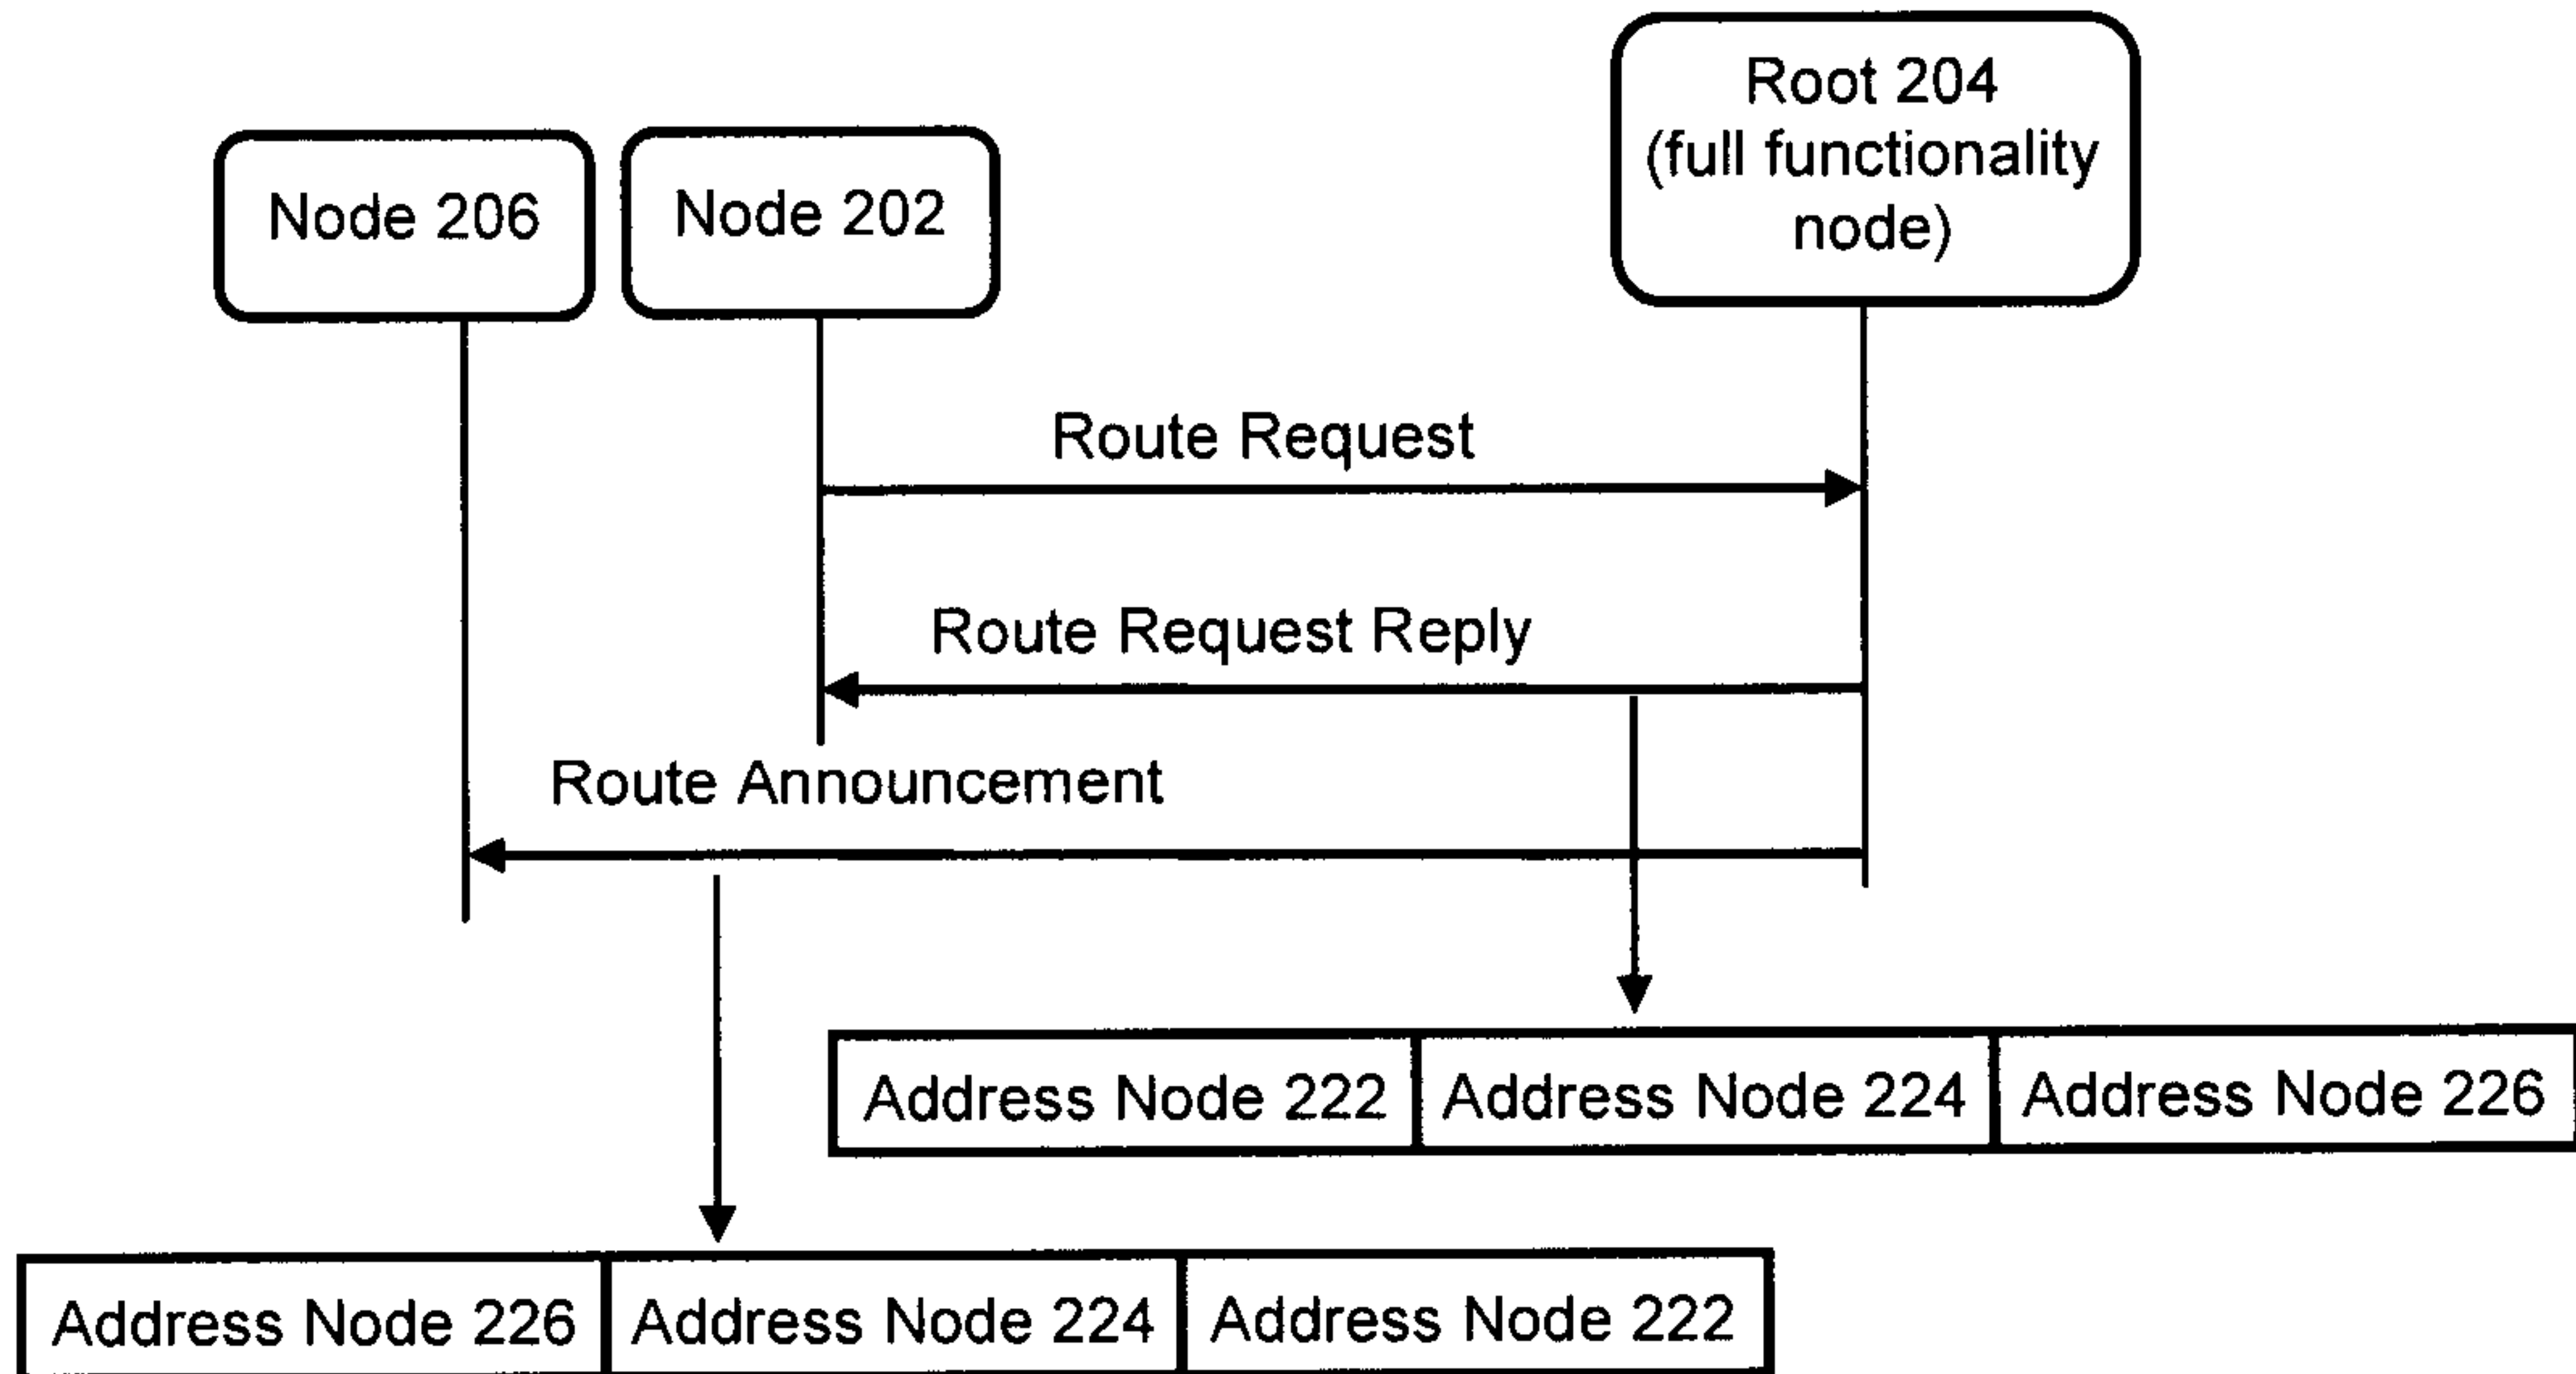 Root 204
(full functionality
node)
Node 206
Node 202
Route Request
Route Request Reply
Route Announcement
Address Node 222 Address Node 224 Address Node 226
Address Node 226 Address Node 224 Address Node 222